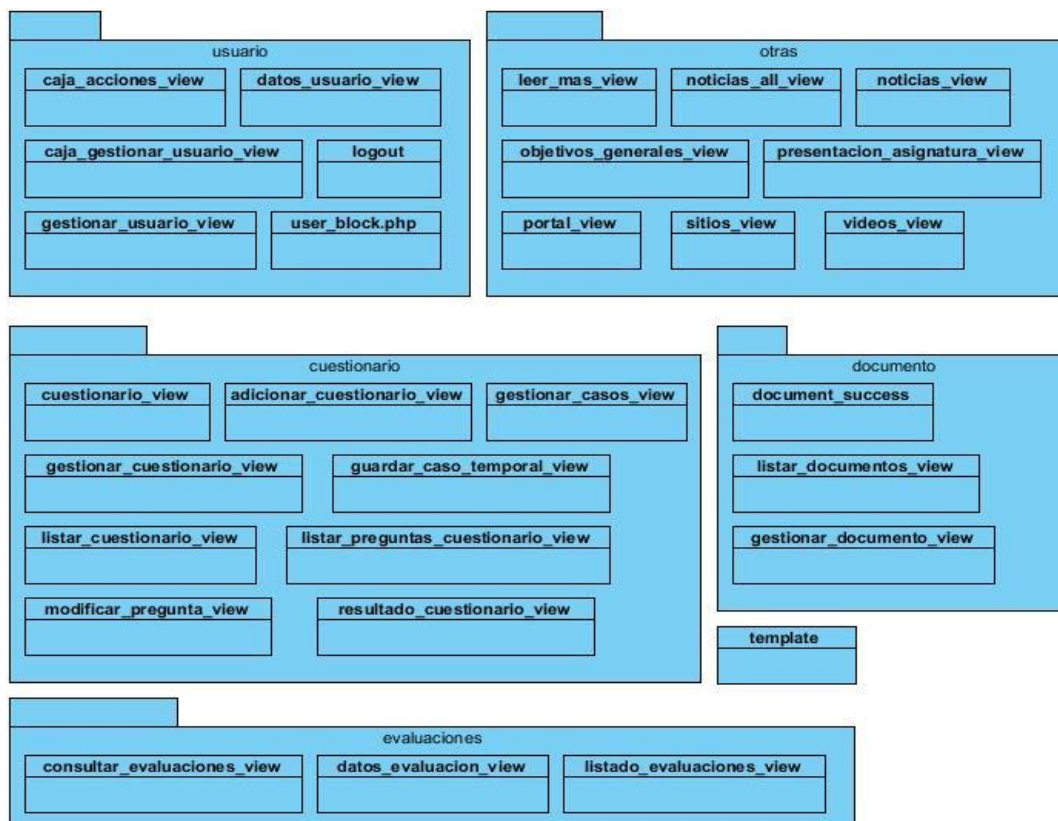 usuario
caja_acciones_view
datos_usuario_view
caja_gestionar_usuario_view
logout
gestionar_usuario_view
user_block.php
otras
leer_mas_view
noticias_all_view
noticias_view
objetivos_generales_view
presentacion_asignatura_view
portal_view
sitios_view
videos_view
cuestionario
cuestionario_view
adicionar_cuestionario_view
gestionar_casos_view
gestionar_cuestionario_view
guardar_caso_temporal_view
listar_cuestionario_view
listar_preguntas_cuestionario_view
modificar_pregunta_view
resultado_cuestionario_view
documento
document_success
listar_documentos_view
gestionar_documento_view
template
evaluaciones
consultar_evaluaciones_view
datos_evaluacion_view
listado_evaluaciones_view